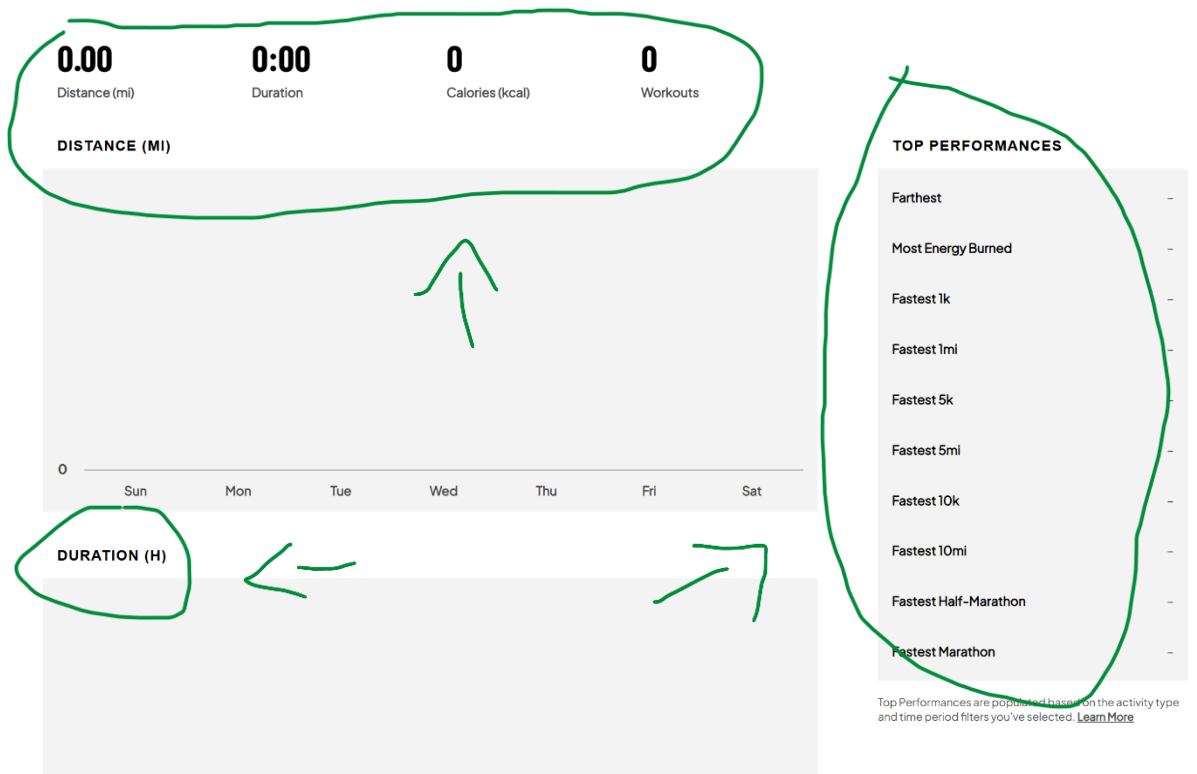 0.00 0:00 0 0
Distance (mi) Duration Calories (kcal) Workouts
DISTANCE (MI)
0
Sun Mon Tue Wed Thu Fri Sat
DURATION (H)
TOP PERFORMANCES
Farthest –
Most Energy Burned –
Fastest 1k –
Fastest 1mi –
Fastest 5k –
Fastest 5mi –
Fastest 10k –
Fastest 10mi –
Fastest Half-Marathon –
Fastest Marathon –
Top Performances are populated based on the activity type
and time period filters you've selected. Learn More